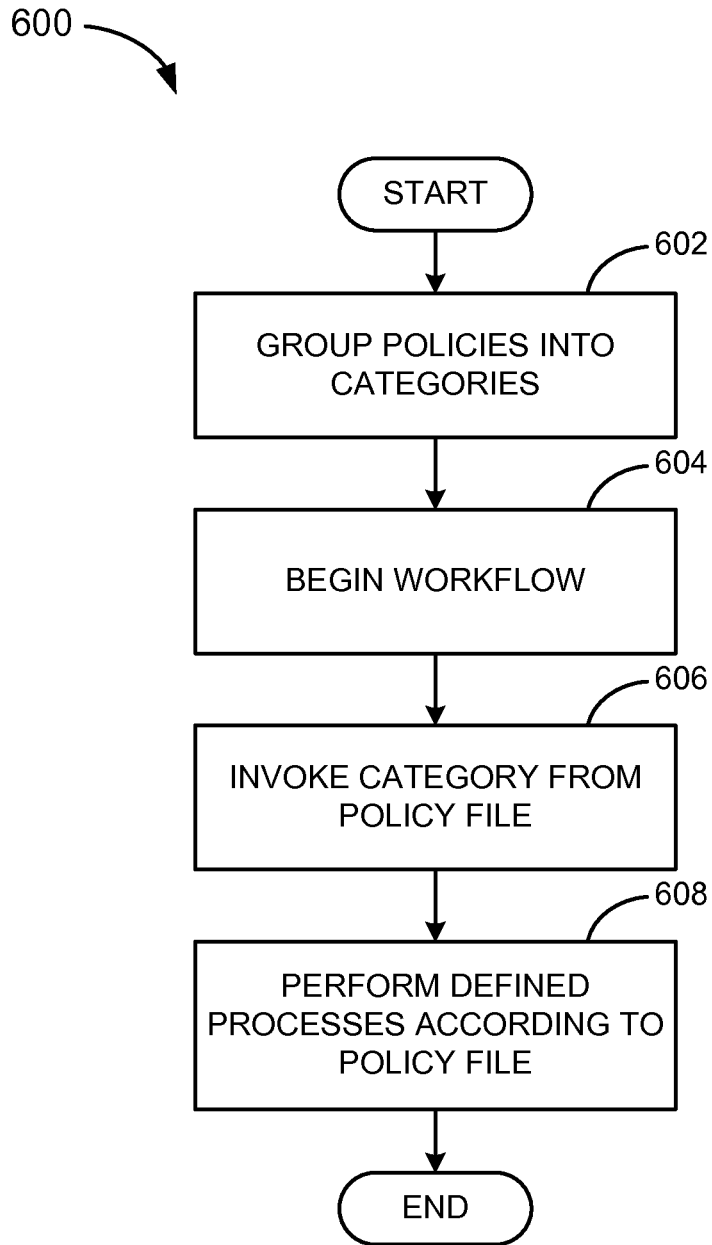 600
START
602
GROUP POLICIES INTO
CATEGORIES
604
BEGIN WORKFLOW
606
INVOKE CATEGORY FROM
POLICY FILE
608
PERFORM DEFINED
PROCESSES ACCORDING TO
POLICY FILE
END